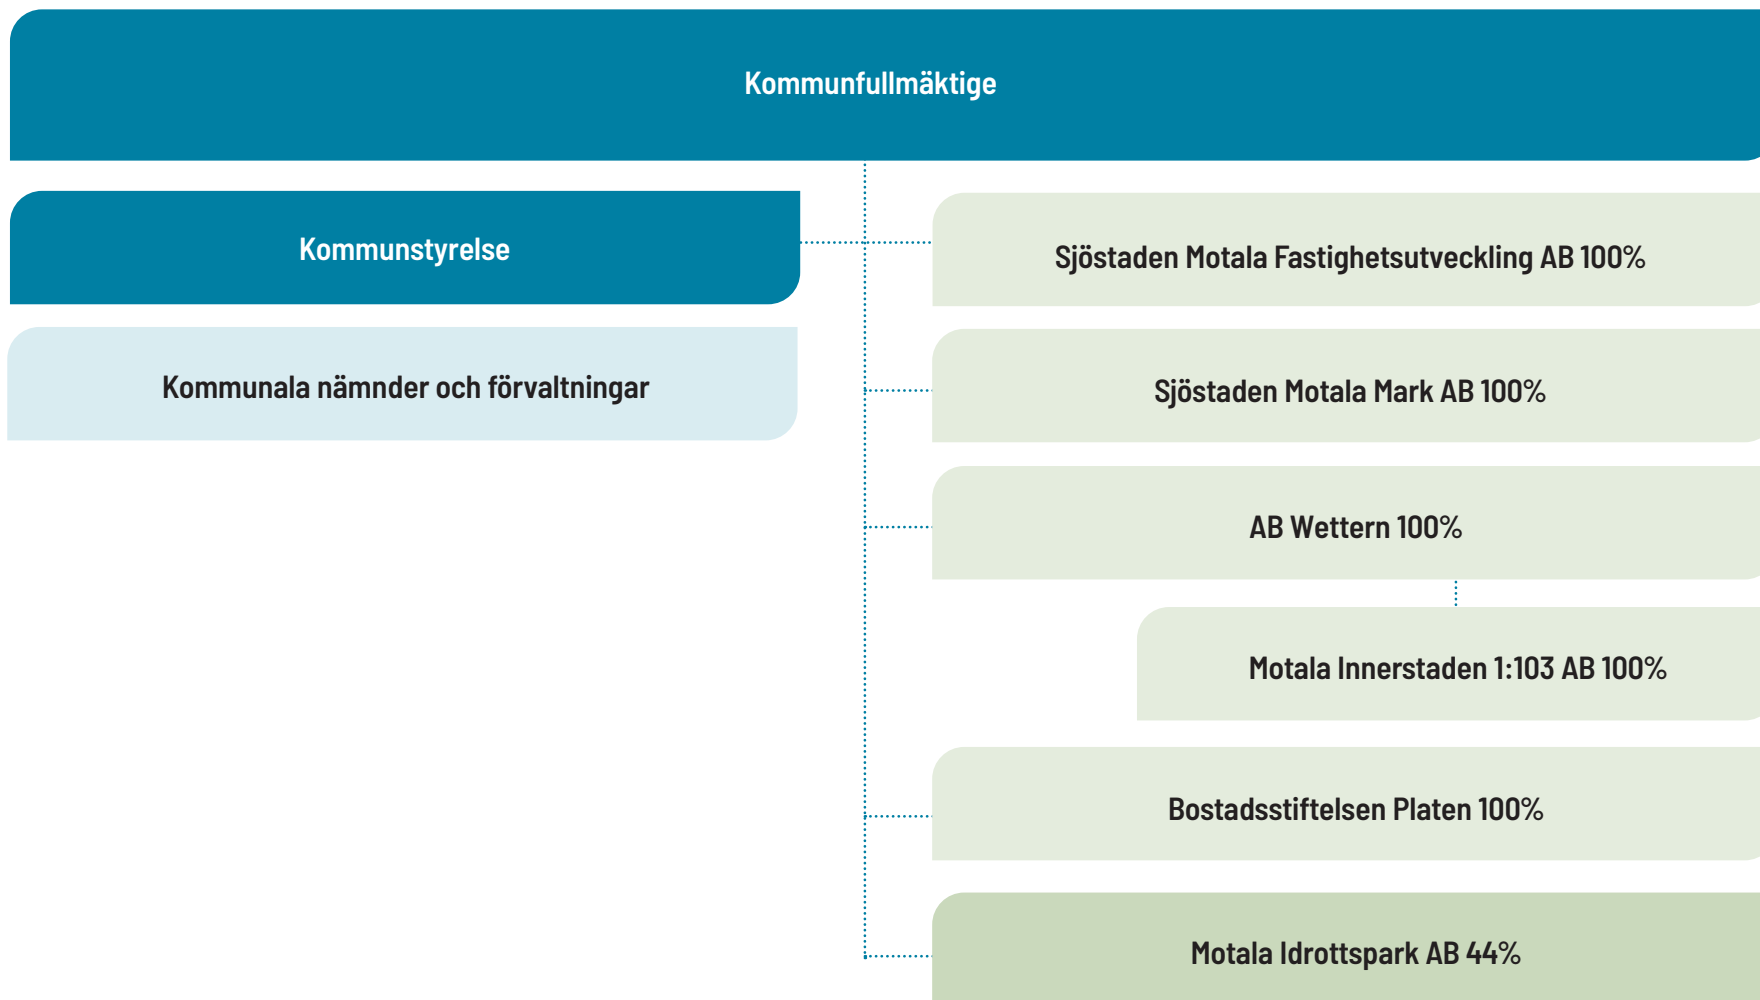 Kommunfullmäktige
Kommunstyrelse
Kommunala nämnder och förvaltningar
Sjöstaden Motala Fastighetsutveckling AB 100%
Sjöstaden Motala Mark AB 100%
AB Wettern 100%
Motala Innerstaden 1:103 AB 100%
Bostadsstiftelsen Platen 100%
Motala Idrottspark AB 44%